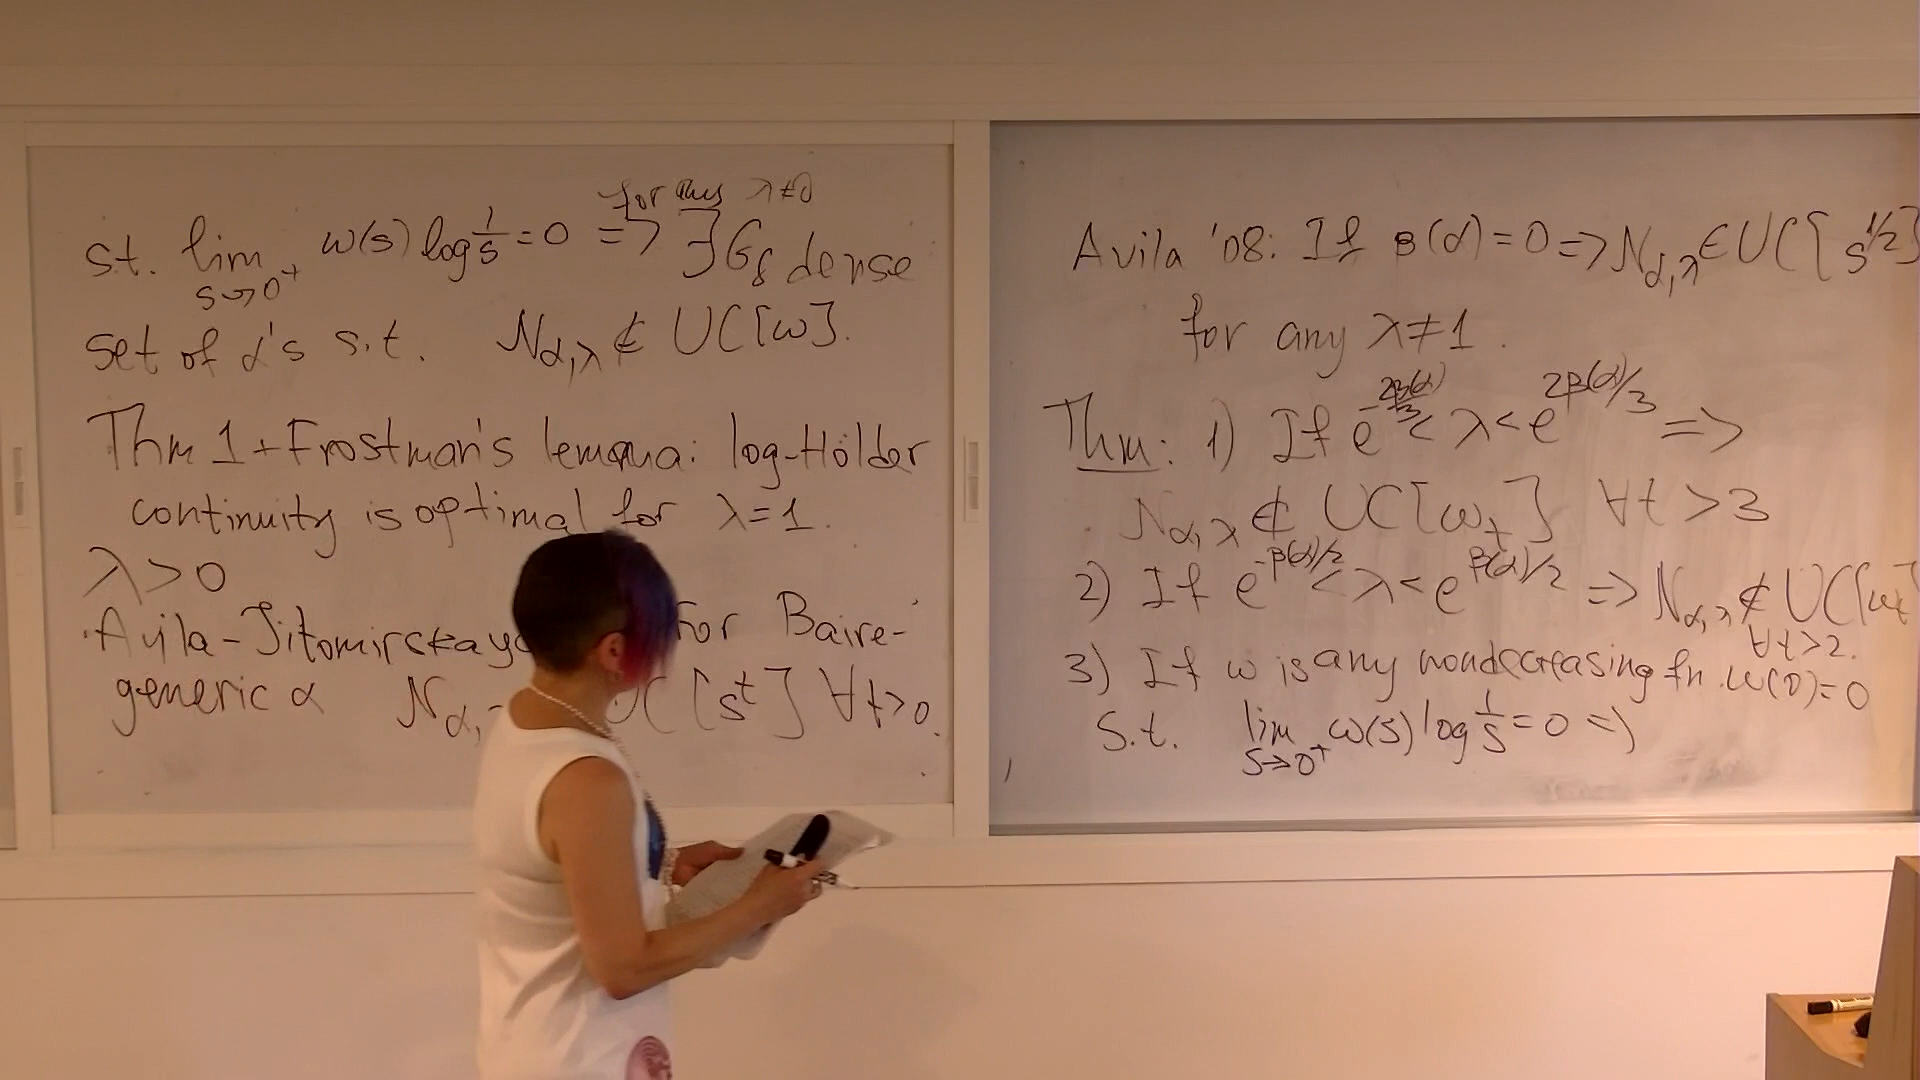 for any λ≠0
s.t. lim ω(s) log 1/s = 0 => ∃ Gδ dense
s→0⁺
set of α's s.t. N_{α,λ} ∉ UC[ω].
Thm 1 + Frostman's lemma: log-Hölder
continuity is optimal for λ=1.
λ>0
Avila-Jitomirskaya For Baire-
generic α N_{α, UC[s^t] ∀t>0.
Avila '08: If β(α)=0 => N_{α,λ} ∈ UC[s^{1/2}]
for any λ≠1.
Thm: 1) If e^{-2β(α)/3} < λ < e^{2β(α)/3} =>
N_{α,λ} ∉ UC[ω_t] ∀t>3
2) If e^{-β(α)/2} < λ < e^{β(α)/2} => N_{α,λ} ∉ UC[ω_t]
∀t>2.
3) If ω is any nondecreasing fn. ω(0)=0
s.t. lim ω(s) log 1/s = 0 =>
s→0⁺